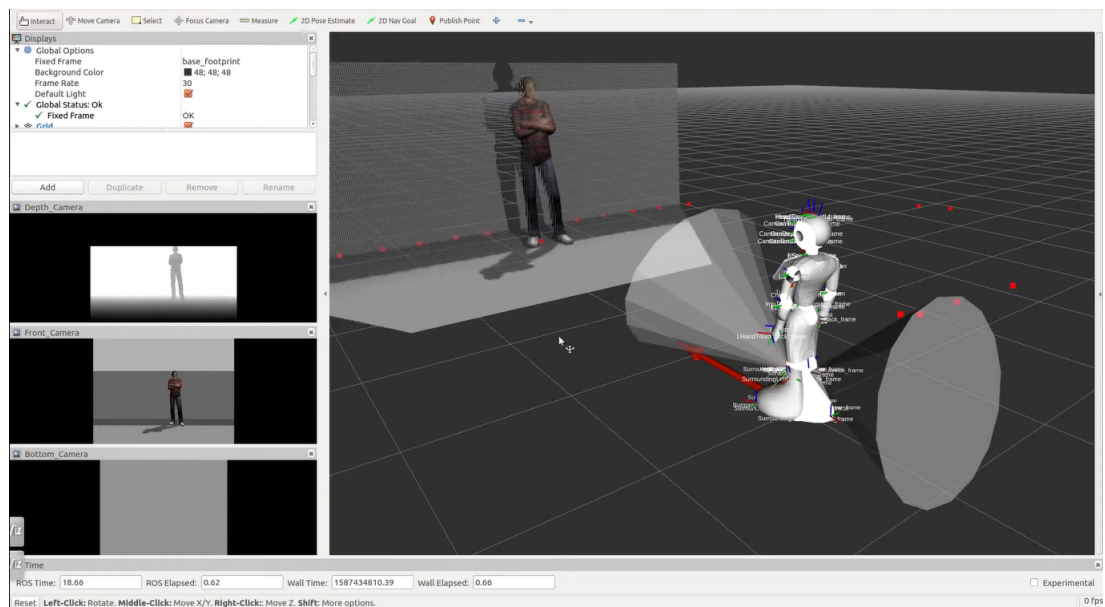 Interact Move Camera Select Focus Camera Measure 2D Pose Estimate 2D Nav Goal Publish Point
Displays
Global Options
Fixed Frame base_footprint
Background Color 48; 48; 48
Frame Rate 30
Default Light
Global Status: Ok
Fixed Frame OK
Grid
Add Duplicate Remove Rename
Depth_Camera
Front_Camera
Bottom_Camera
Time
ROS Time: 18.66 ROS Elapsed: 0.62 Wall Time: 1587434810.39 Wall Elapsed: 0.66 Experimental
Reset Left-Click: Rotate. Middle-Click: Move X/Y. Right-Click:: Move Z. Shift: More options. 0 fps